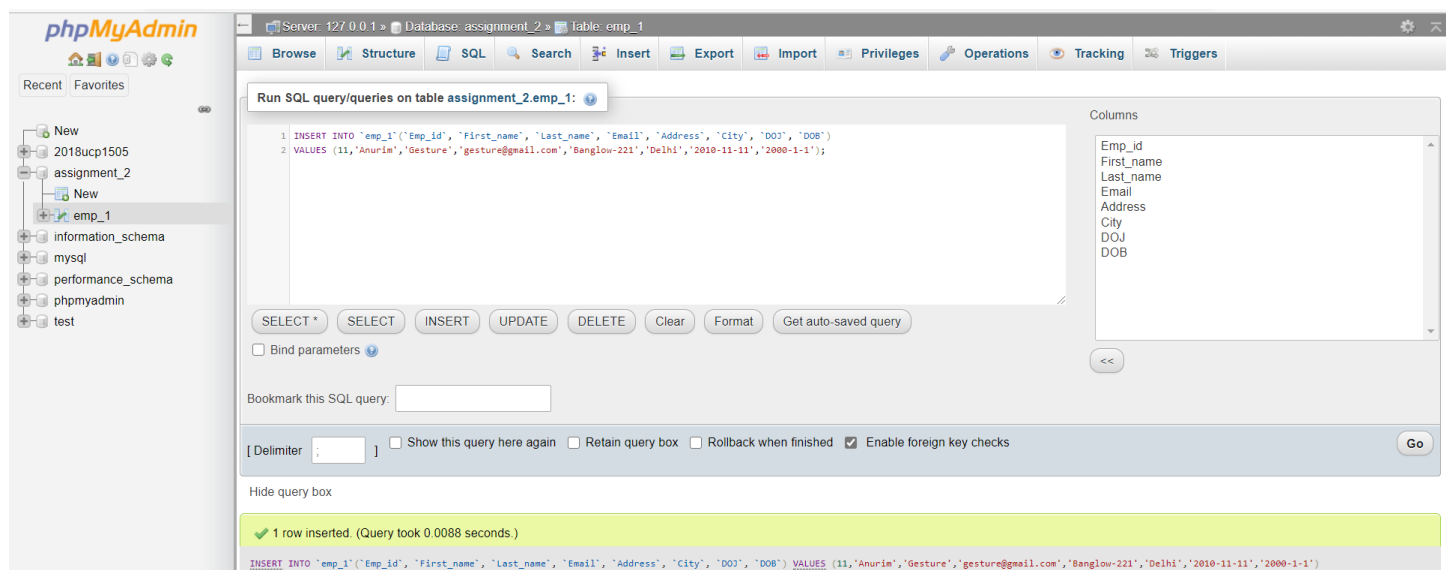 phpMyAdmin
Recent Favorites
New
2018ucp1505
assignment_2
New
emp_1
information_schema
mysql
performance_schema
phpmyadmin
test
Server: 127.0.0.1 » Database: assignment_2 » Table: emp_1
Browse Structure SQL Search Insert Export Import Privileges Operations Tracking Triggers
Run SQL query/queries on table assignment_2.emp_1:
1 INSERT INTO `emp_1`(`Emp_id`, `First_name`, `Last_name`, `Email`, `Address`, `City`, `DOJ`, `DOB`)
2 VALUES (11,'Anurim','Gesture','gesture@gmail.com','Banglow-221','Delhi','2010-11-11','2000-1-1');
Columns
Emp_id
First_name
Last_name
Email
Address
City
DOJ
DOB
SELECT * SELECT INSERT UPDATE DELETE Clear Format Get auto-saved query
<<
Bind parameters
Bookmark this SQL query:
[ Delimiter ; ] Show this query here again Retain query box Rollback when finished Enable foreign key checks Go
Hide query box
1 row inserted. (Query took 0.0088 seconds.)
INSERT INTO `emp_1`(`Emp_id`, `First_name`, `Last_name`, `Email`, `Address`, `City`, `DOJ`, `DOB`) VALUES (11,'Anurim','Gesture','gesture@gmail.com','Banglow-221','Delhi','2010-11-11','2000-1-1')